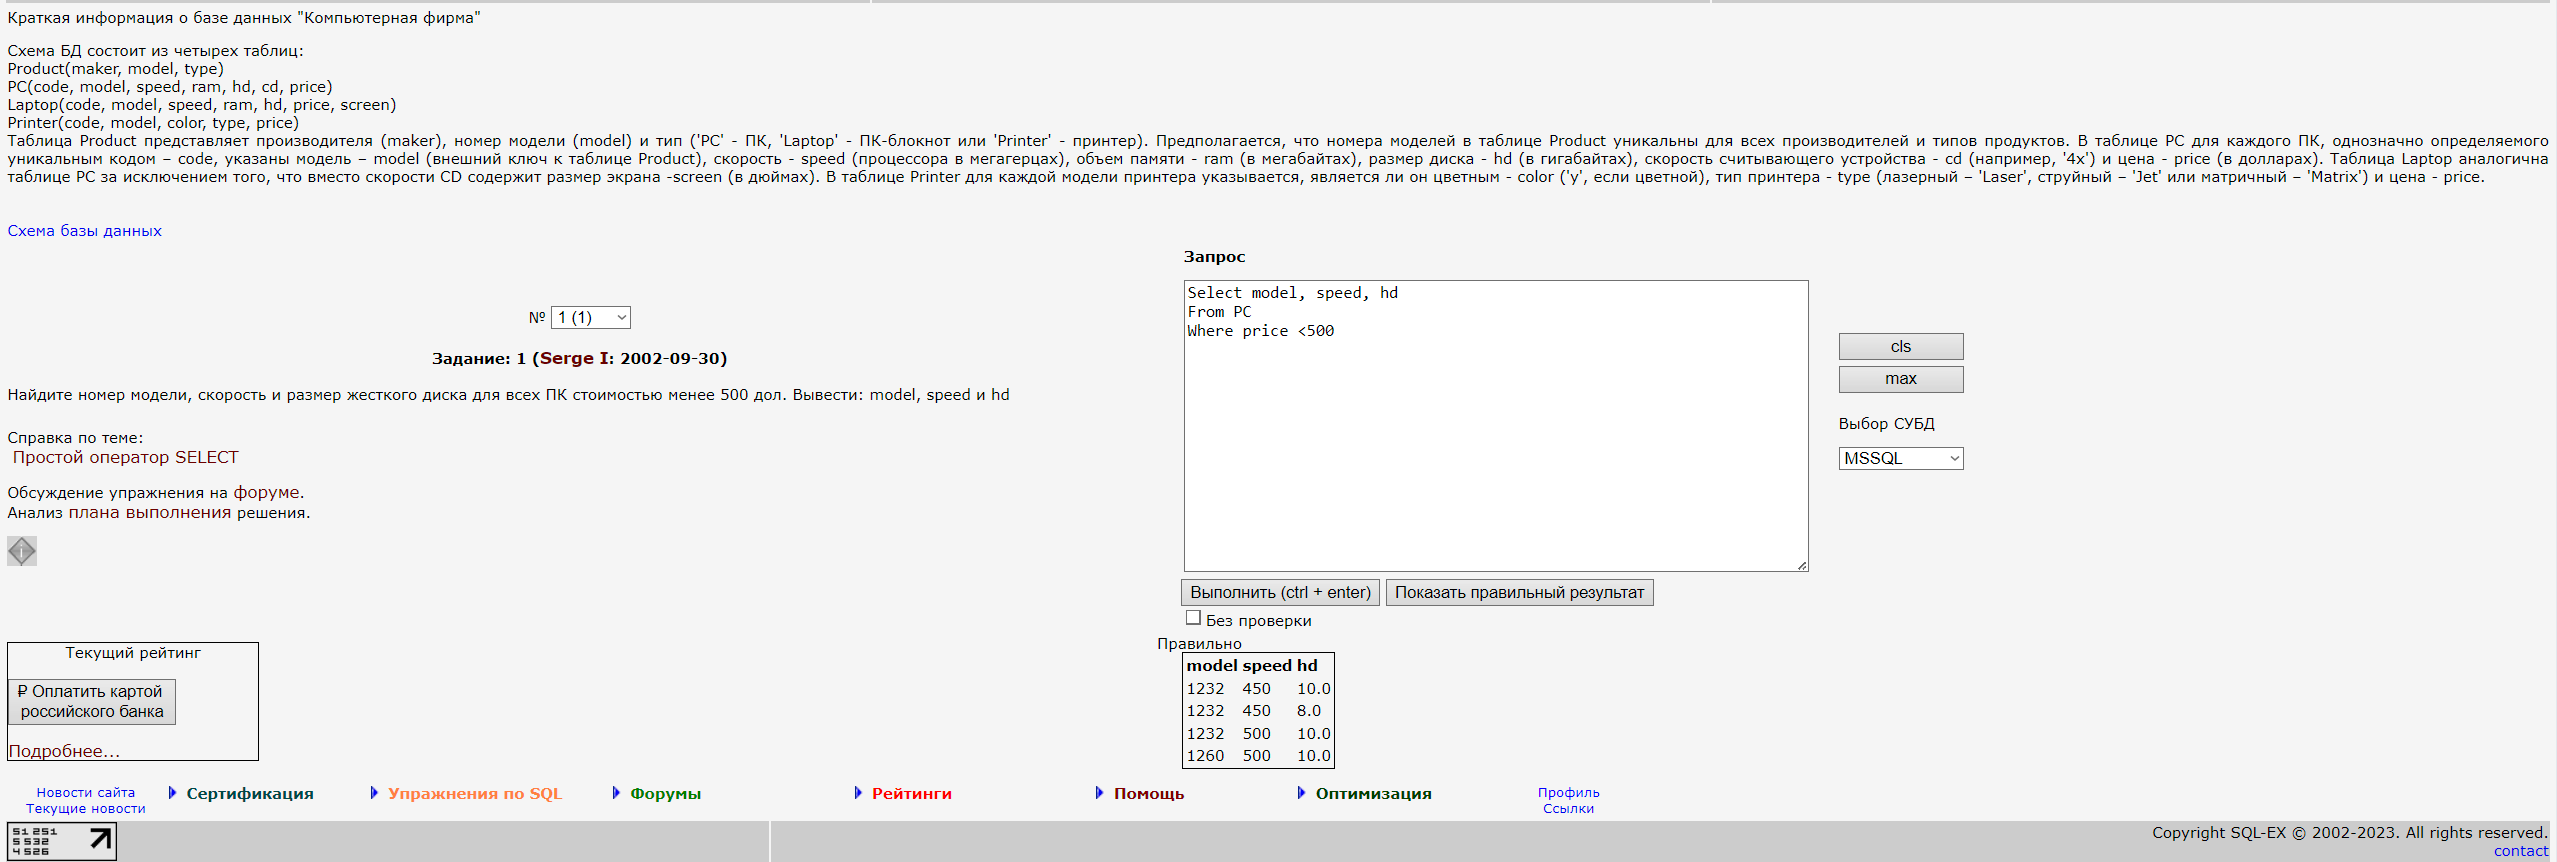 Краткая информация о базе данных "Компьютерная фирма"
Схема БД состоит из четырех таблиц:
Product(maker, model, type)
PC(code, model, speed, ram, hd, cd, price)
Laptop(code, model, speed, ram, hd, price, screen)
Printer(code, model, color, type, price)
Таблица Product представляет производителя (maker), номер модели (model) и тип ('PC' - ПК, 'Laptop' - ПК-блокнот или 'Printer' - принтер). Предполагается, что номера моделей в таблице Product уникальны для всех производителей и типов продуктов. В таблице PC для каждого ПК, однозначно определяемого
уникальным кодом – code, указаны модель – model (внешний ключ к таблице Product), скорость - speed (процессора в мегагерцах), объем памяти - ram (в мегабайтах), размер диска - hd (в гигабайтах), скорость считывающего устройства - cd (например, '4x') и цена - price (в долларах). Таблица Laptop аналогична
таблице PC за исключением того, что вместо скорости CD содержит размер экрана -screen (в дюймах). В таблице Printer для каждой модели принтера указывается, является ли он цветным - color ('y', если цветной), тип принтера - type (лазерный – 'Laser', струйный – 'Jet' или матричный – 'Matrix') и цена - price.
Схема базы данных
№ 1 (1)
Задание: 1 (Serge I: 2002-09-30)
Найдите номер модели, скорость и размер жесткого диска для всех ПК стоимостью менее 500 дол. Вывести: model, speed и hd
Справка по теме:
Простой оператор SELECT
Обсуждение упражнения на форуме.
Анализ плана выполнения решения.
Запрос
Select model, speed, hd
From PC
Where price <500
cls
max
Выбор СУБД
MSSQL
Выполнить (ctrl + enter) Показать правильный результат
Без проверки
Правильно
model speed hd
1232 450 10.0
1232 450 8.0
1232 500 10.0
1260 500 10.0
Текущий рейтинг
₽ Оплатить картой
российского банка
Подробнее...
Новости сайта
Текущие новости
Сертификация
Упражнения по SQL
Форумы
Рейтинги
Помощь
Оптимизация
Профиль
Ссылки
51 251
5 532
4 526
Copyright SQL-EX © 2002-2023. All rights reserved.
contact